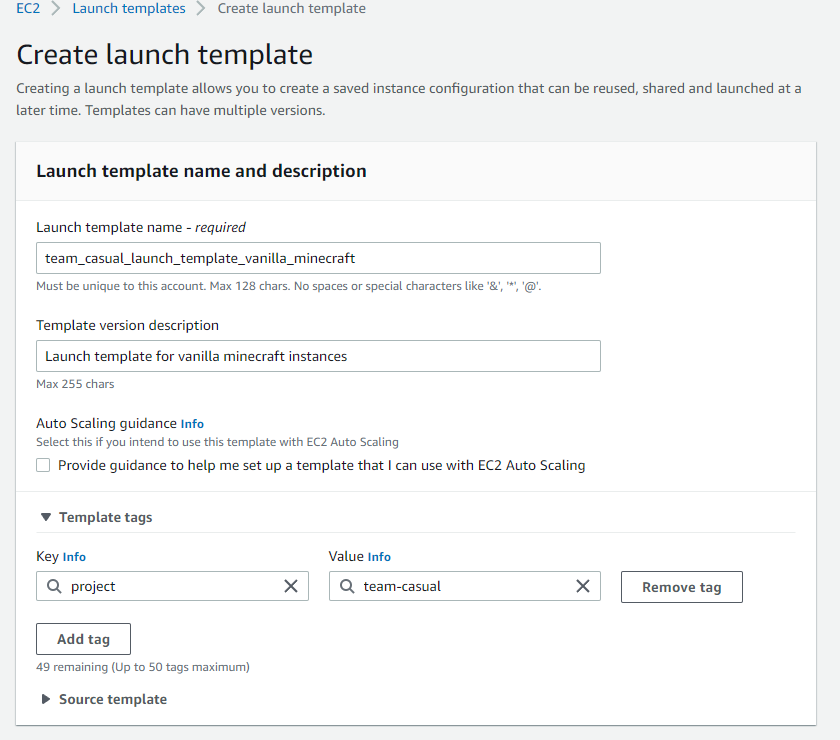 EC2 > Launch templates > Create launch template
Create launch template
Creating a launch template allows you to create a saved instance configuration that can be reused, shared and launched at a
later time. Templates can have multiple versions.
Launch template name and description
Launch template name - required
team_casual_launch_template_vanilla_minecraft
Must be unique to this account. Max 128 chars. No spaces or special characters like '&', '*', '@'.
Template version description
Launch template for vanilla minecraft instances
Max 255 chars
Auto Scaling guidance Info
Select this if you intend to use this template with EC2 Auto Scaling
Provide guidance to help me set up a template that I can use with EC2 Auto Scaling
Template tags
Key Info Value Info
project team-casual Remove tag
Add tag
49 remaining (Up to 50 tags maximum)
Source template